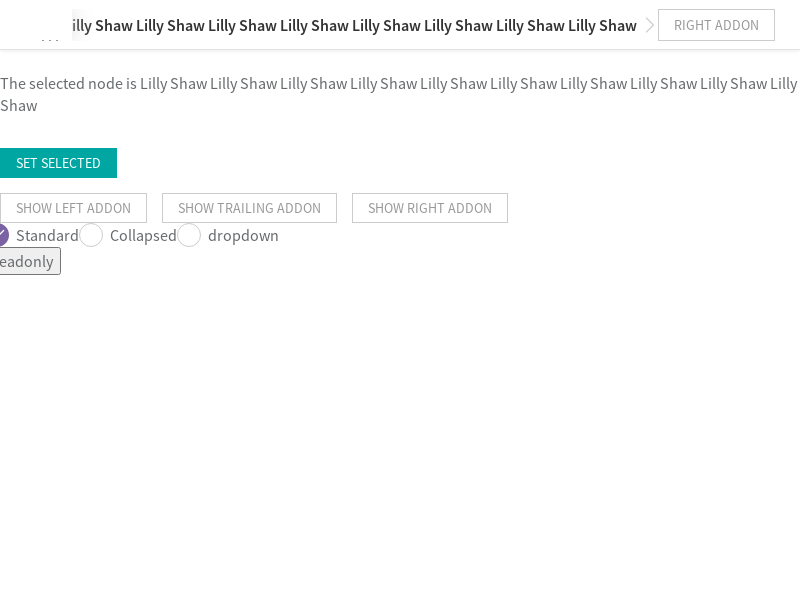 ... illy Shaw Lilly Shaw Lilly Shaw Lilly Shaw Lilly Shaw Lilly Shaw Lilly Shaw Lilly Shaw RIGHT ADDON
The selected node is Lilly Shaw Lilly Shaw Lilly Shaw Lilly Shaw Lilly Shaw Lilly Shaw Lilly Shaw Lilly Shaw Lilly Shaw Lilly
Shaw
SET SELECTED
SHOW LEFT ADDON SHOW TRAILING ADDON SHOW RIGHT ADDON
Standard Collapsed dropdown
eadonly